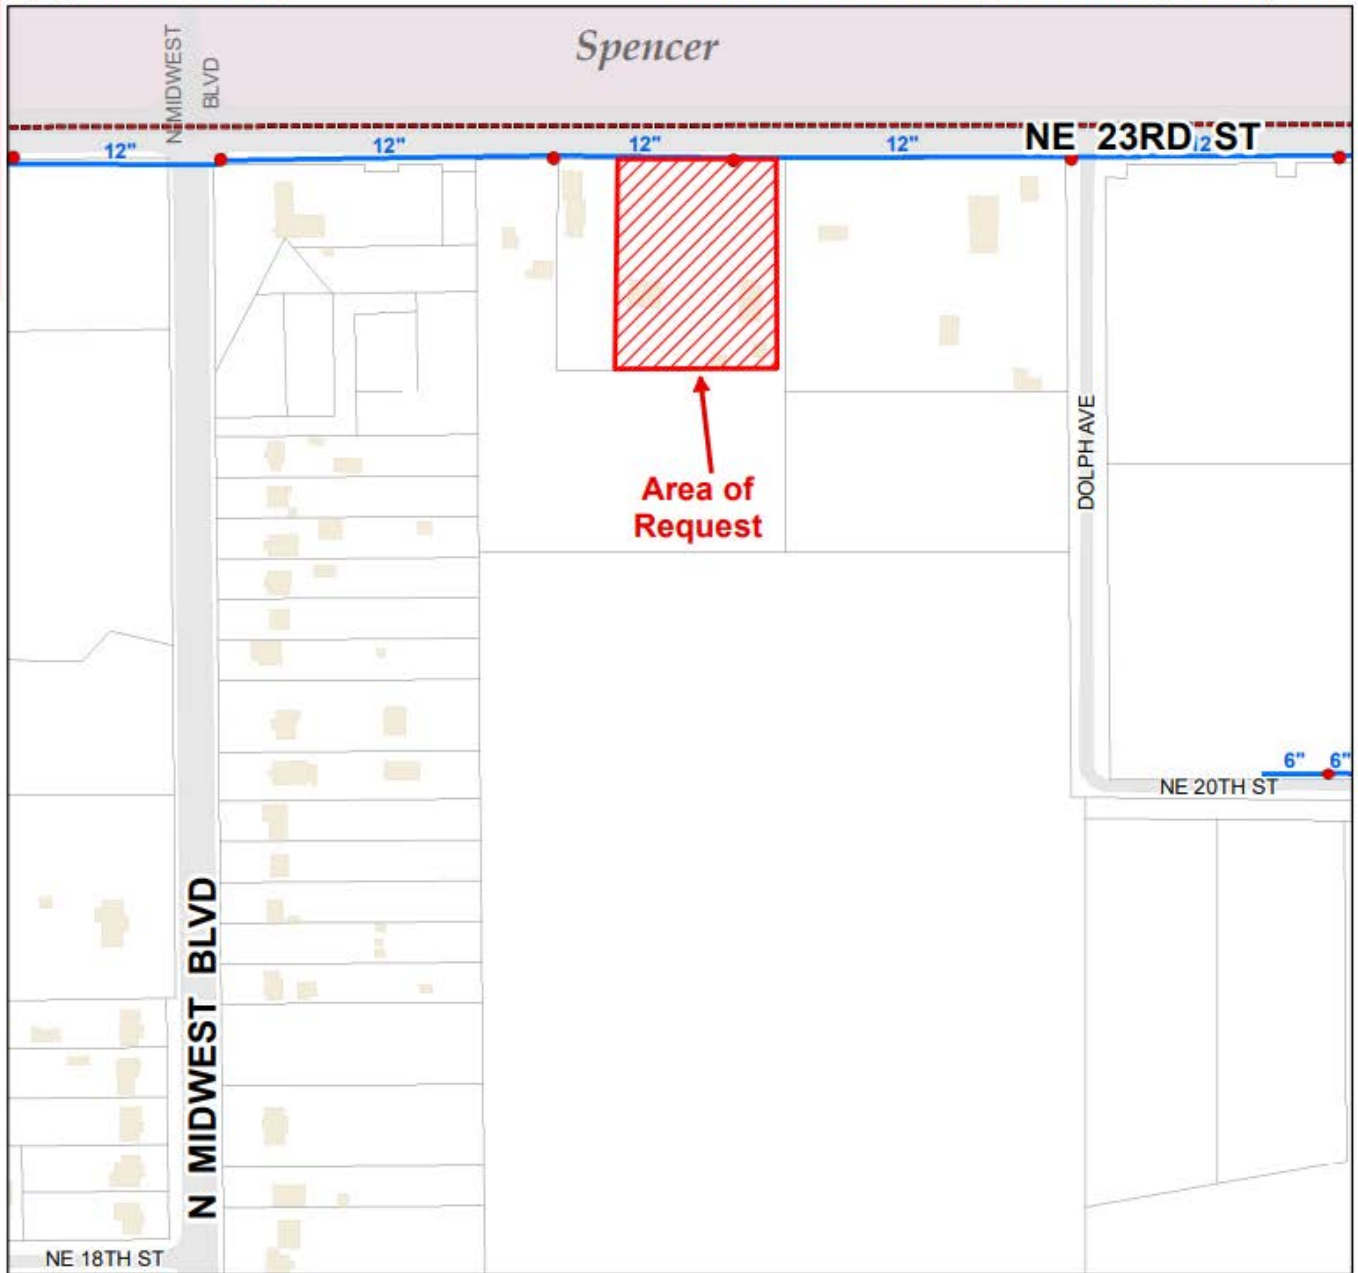 Spencer
N MIDWEST
BLVD
12"
12"
12"
12"
12"
NE 23RD ST
DOLPH AVE
Area of
Request
6"
6"
NE 20TH ST
N MIDWEST BLVD
NE 18TH ST